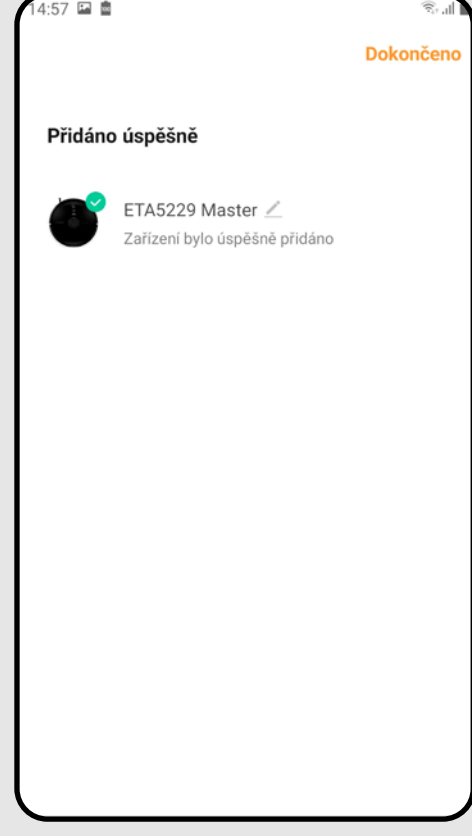 14:57
Dokončeno
Přidáno úspěšně
ETA5229 Master
Zařízení bylo úspěšně přidáno